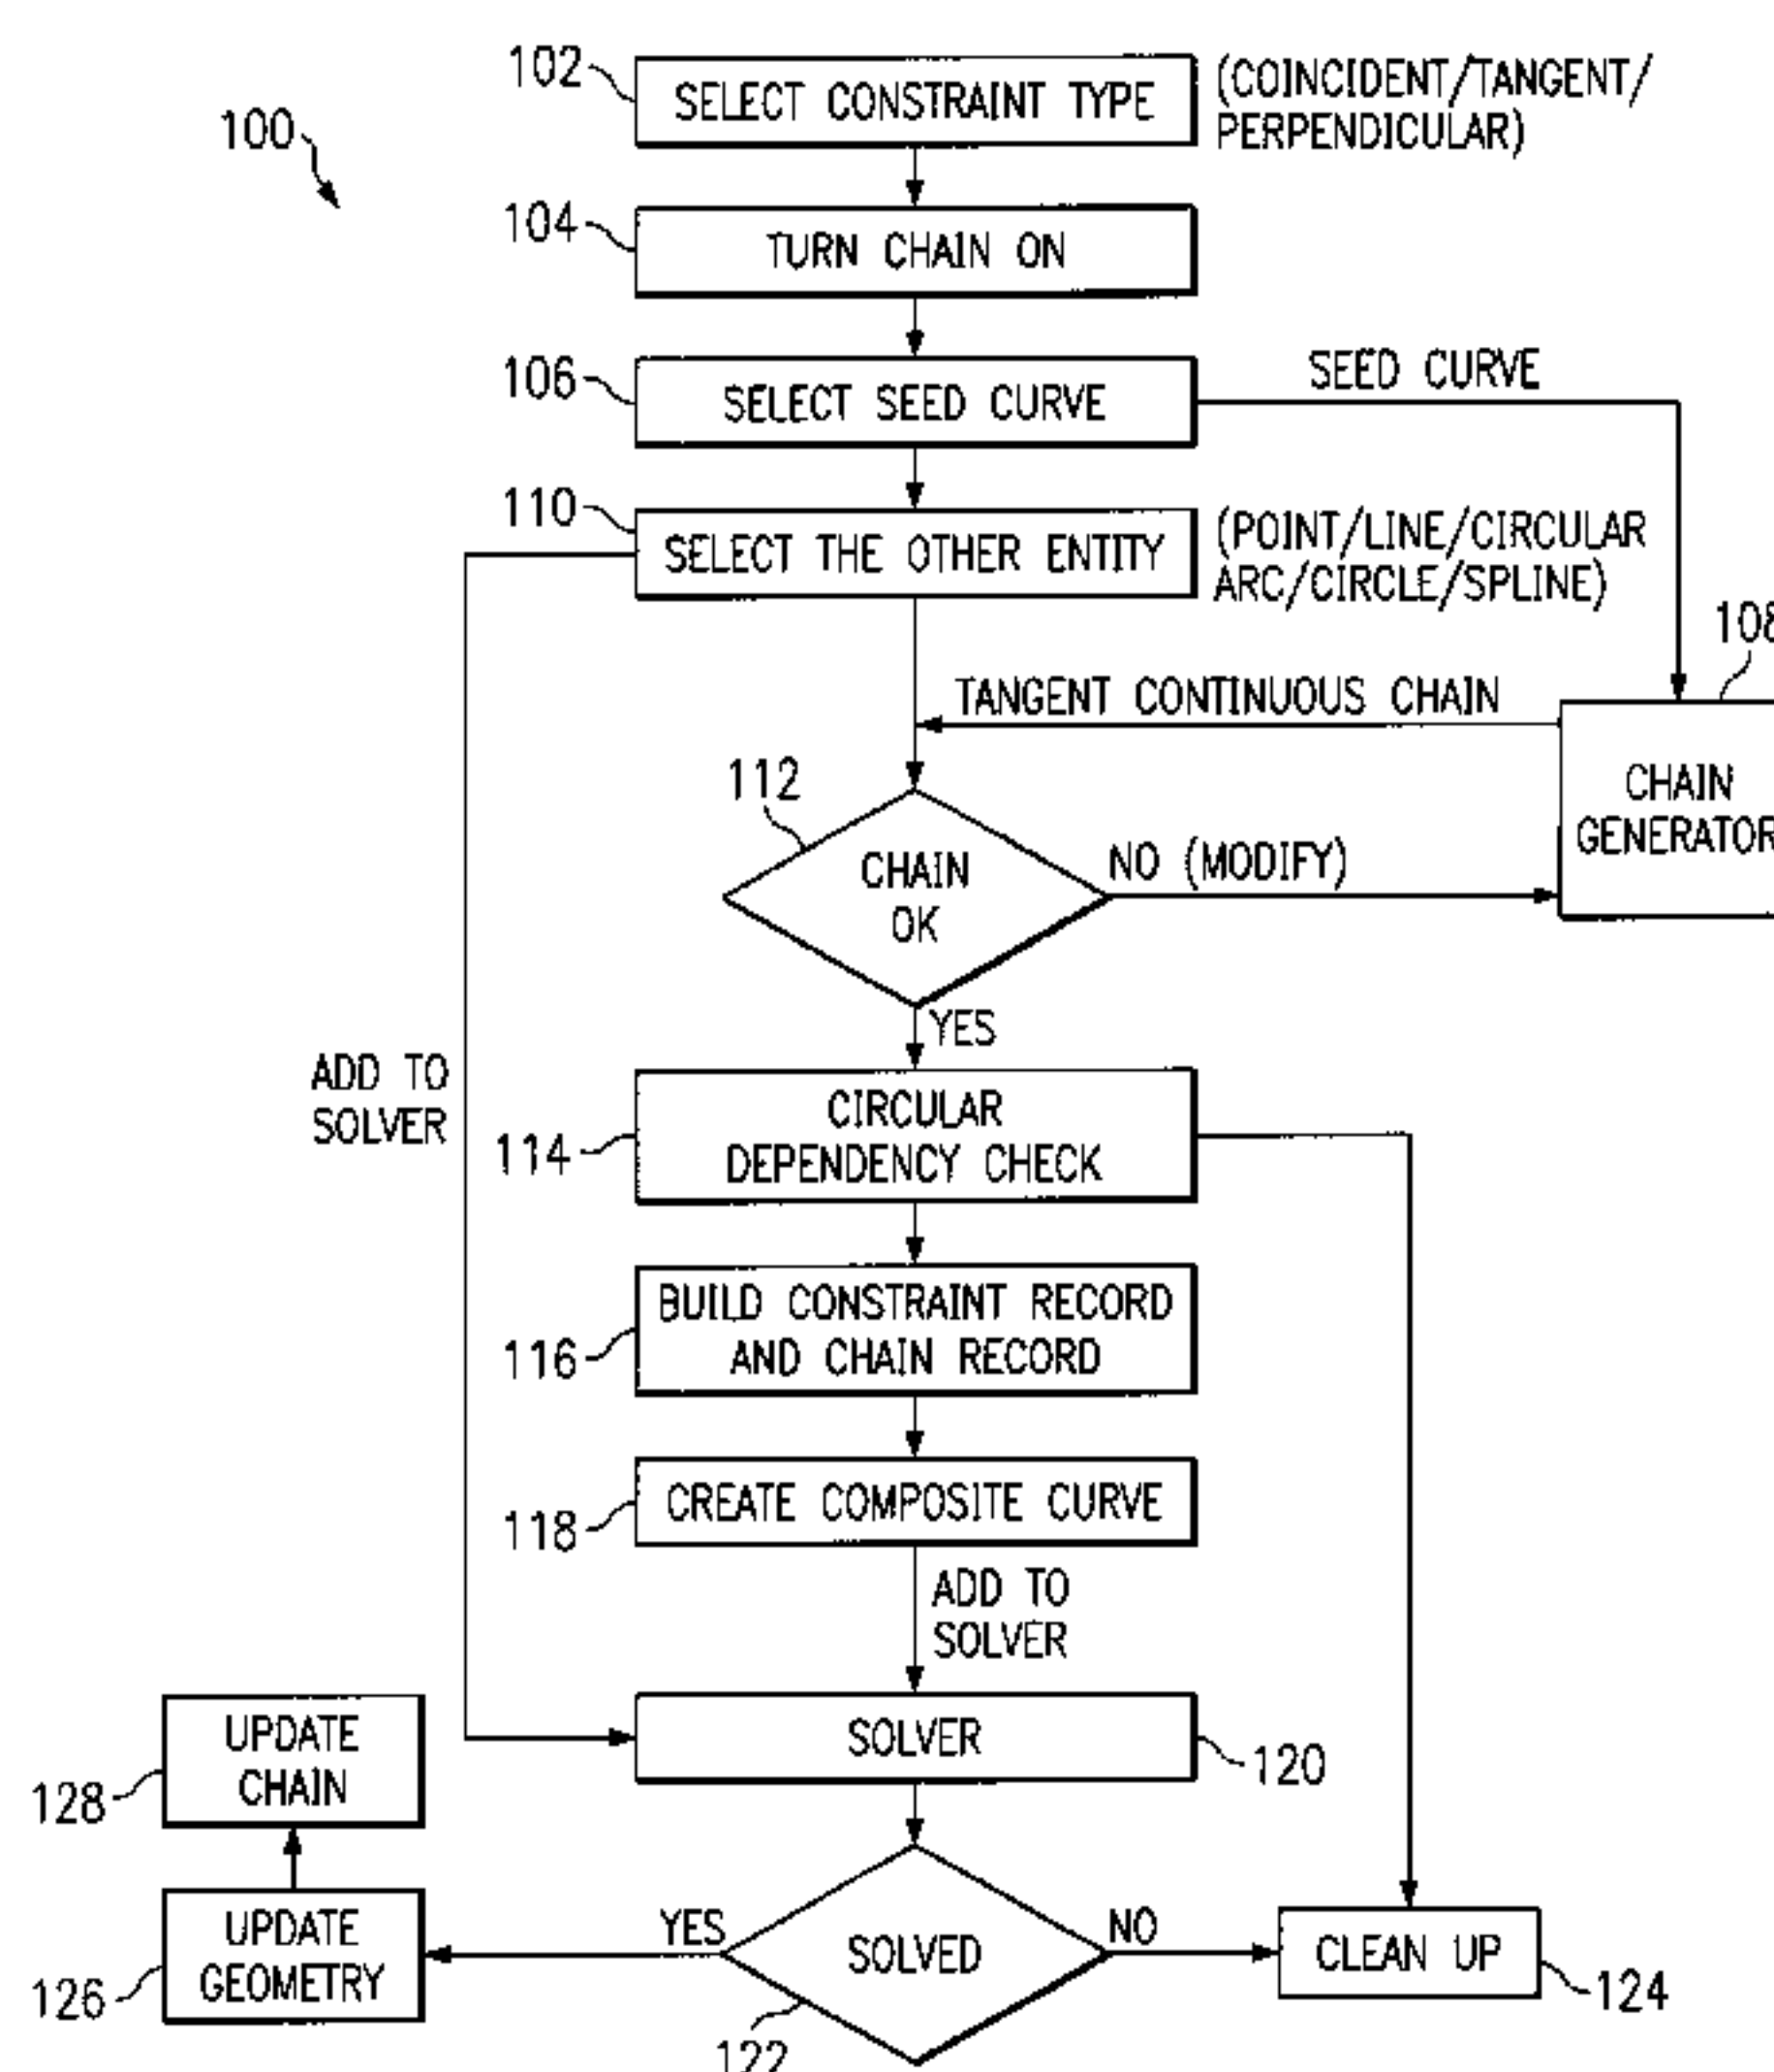 102
SELECT CONSTRAINT TYPE
(COINCIDENT/TANGENT/
PERPENDICULAR)
100
104
TURN CHAIN ON
106
SELECT SEED CURVE
SEED CURVE
110
SELECT THE OTHER ENTITY
(POINT/LINE/CIRCULAR
ARC/CIRCLE/SPLINE)
108
TANGENT CONTINUOUS CHAIN
CHAIN
GENERATOR
112
CHAIN
OK
NO (MODIFY)
YES
ADD TO
SOLVER
114
CIRCULAR
DEPENDENCY CHECK
116
BUILD CONSTRAINT RECORD
AND CHAIN RECORD
118
CREATE COMPOSITE CURVE
ADD TO
SOLVER
SOLVER
120
128
UPDATE
CHAIN
126
UPDATE
GEOMETRY
YES
SOLVED
NO
122
CLEAN UP
124